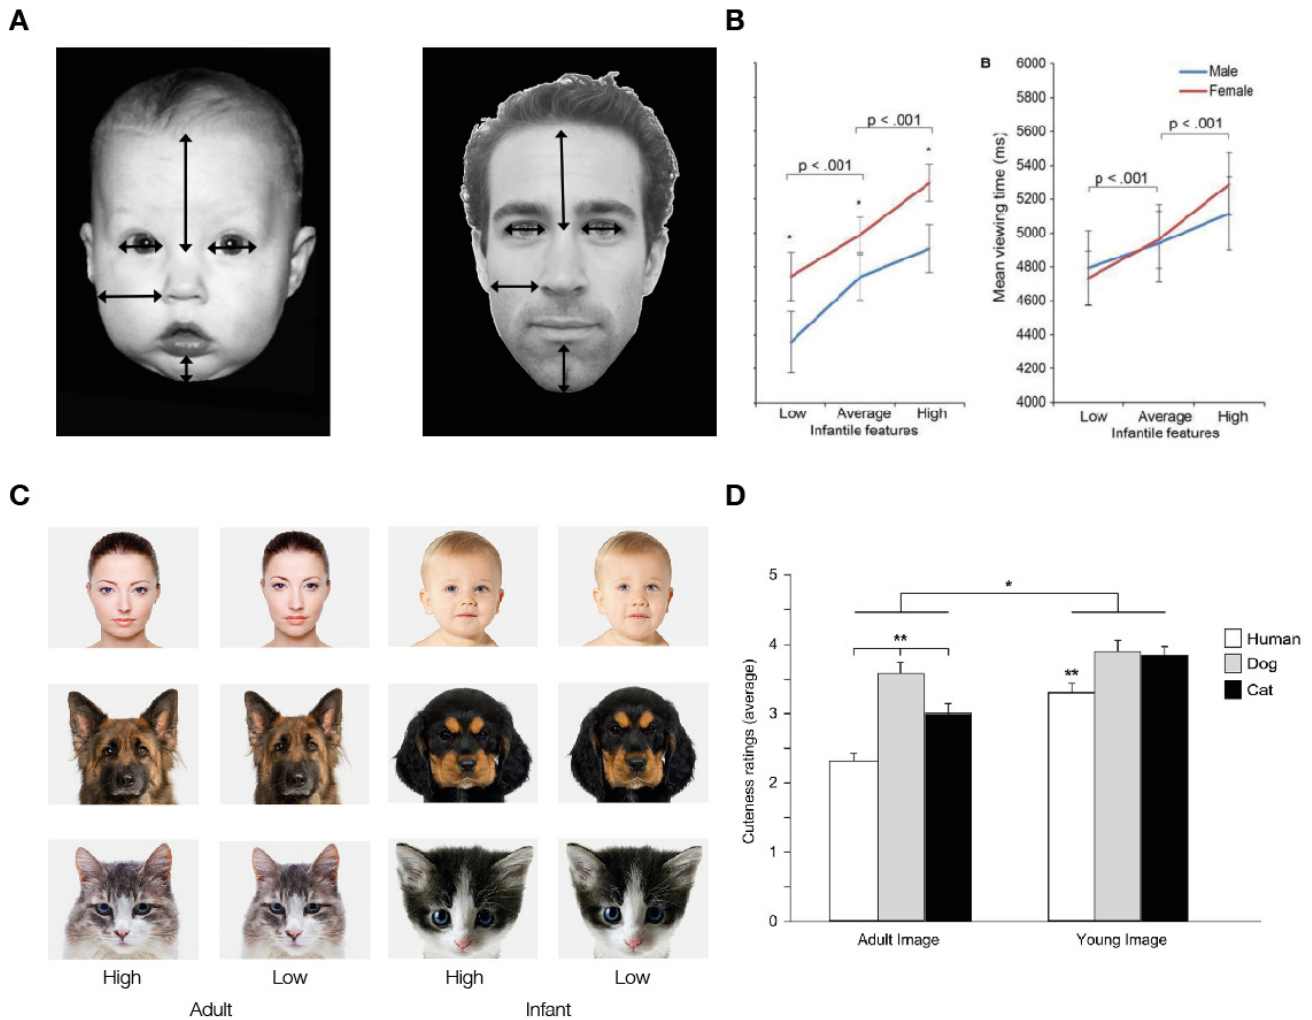 A
B
p < .001
p < .001
*
*
*
Low Average High
Infantile features
B
Mean viewing time (ms)
6000
5800
5600
5400
5200
5000
4800
4600
4400
4200
4000
Male
Female
p < .001
p < .001
Low Average High
Infantile features
C
High Low High Low
Adult Infant
D
Cuteness ratings (average)
5
4
3
2
1
0
*
**
**
Human
Dog
Cat
Adult Image Young Image